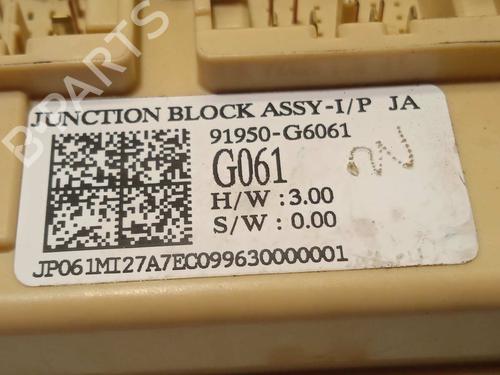 JUNCTION BLOCK ASSY-I/P JA
91950-G6061
G061
H/W : 3.00
S/W : 0.00
JP061MI27A7EC099630000001